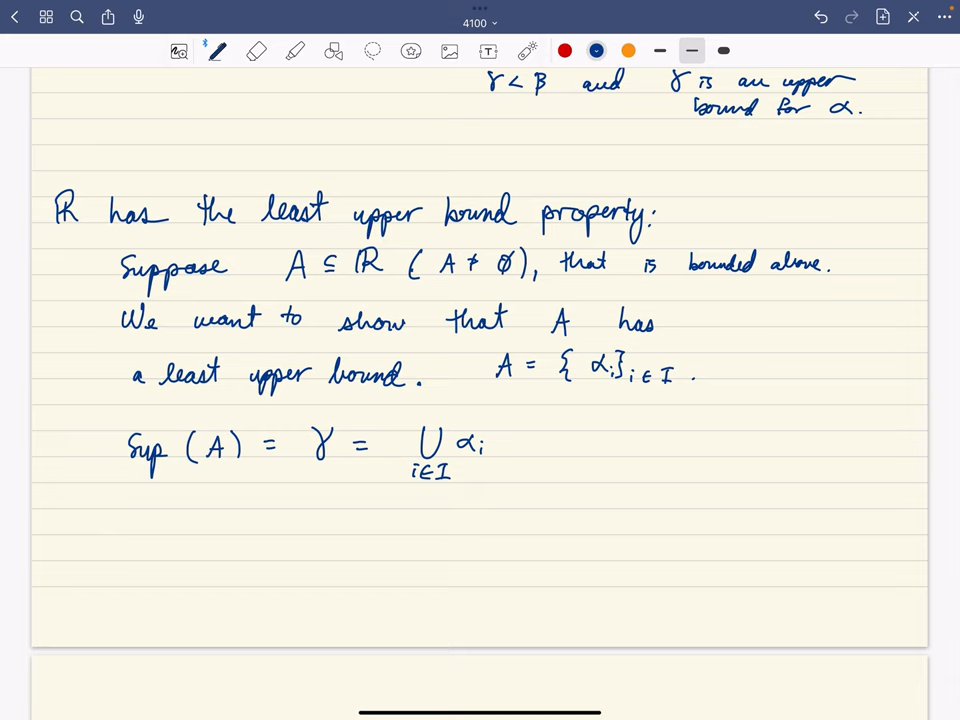 4100
γ < β and γ is an upper
bound for α.
ℝ has the least upper bound property:
Suppose A ⊆ ℝ ( A ≠ ∅), that is bounded above.
We want to show that A has
a least upper bound. A = { αi}i∈I .
Sup (A) = γ = ⋃i∈I αi